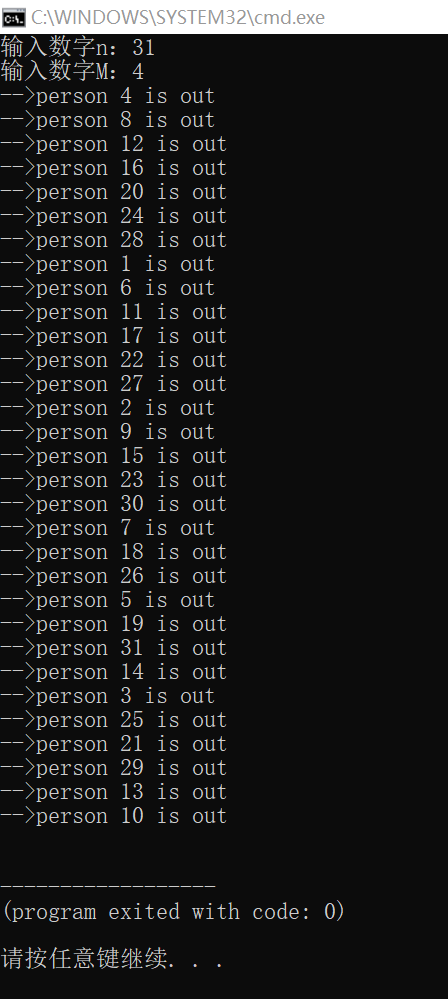 C:\WINDOWS\SYSTEM32\cmd.exe
输入数字n：31
输入数字M：4
-->person 4 is out
-->person 8 is out
-->person 12 is out
-->person 16 is out
-->person 20 is out
-->person 24 is out
-->person 28 is out
-->person 1 is out
-->person 6 is out
-->person 11 is out
-->person 17 is out
-->person 22 is out
-->person 27 is out
-->person 2 is out
-->person 9 is out
-->person 15 is out
-->person 23 is out
-->person 30 is out
-->person 7 is out
-->person 18 is out
-->person 26 is out
-->person 5 is out
-->person 19 is out
-->person 31 is out
-->person 14 is out
-->person 3 is out
-->person 25 is out
-->person 21 is out
-->person 29 is out
-->person 13 is out
-->person 10 is out
------------------
(program exited with code: 0)
请按任意键继续. . .